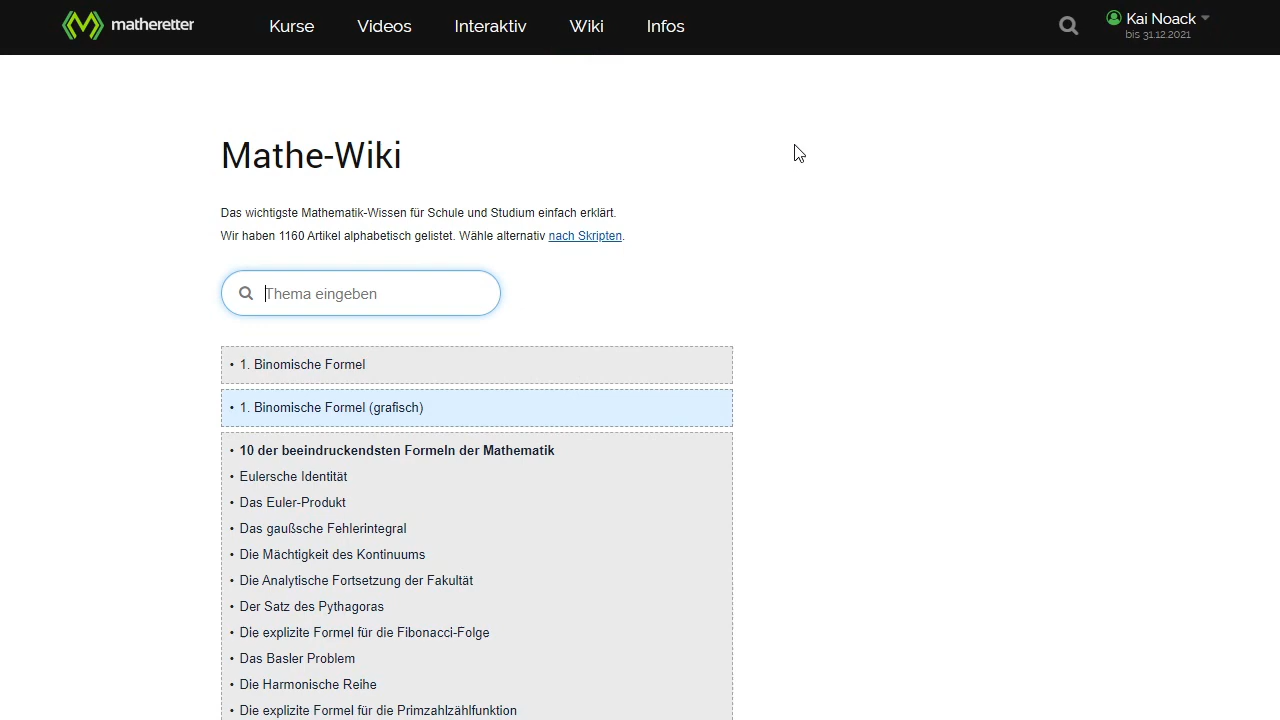 matheretter
Kurse
Videos
Interaktiv
Wiki
Infos
Kai Noack
bis 31.12.2021
Mathe-Wiki
Das wichtigste Mathematik-Wissen für Schule und Studium einfach erklärt.
Wir haben 1160 Artikel alphabetisch gelistet. Wähle alternativ nach Skripten.
Thema eingeben
• 1. Binomische Formel
• 1. Binomische Formel (grafisch)
• 10 der beeindruckendsten Formeln der Mathematik
• Eulersche Identität
• Das Euler-Produkt
• Das gaußsche Fehlerintegral
• Die Mächtigkeit des Kontinuums
• Die Analytische Fortsetzung der Fakultät
• Der Satz des Pythagoras
• Die explizite Formel für die Fibonacci-Folge
• Das Basler Problem
• Die Harmonische Reihe
• Die explizite Formel für die Primzahlzählfunktion